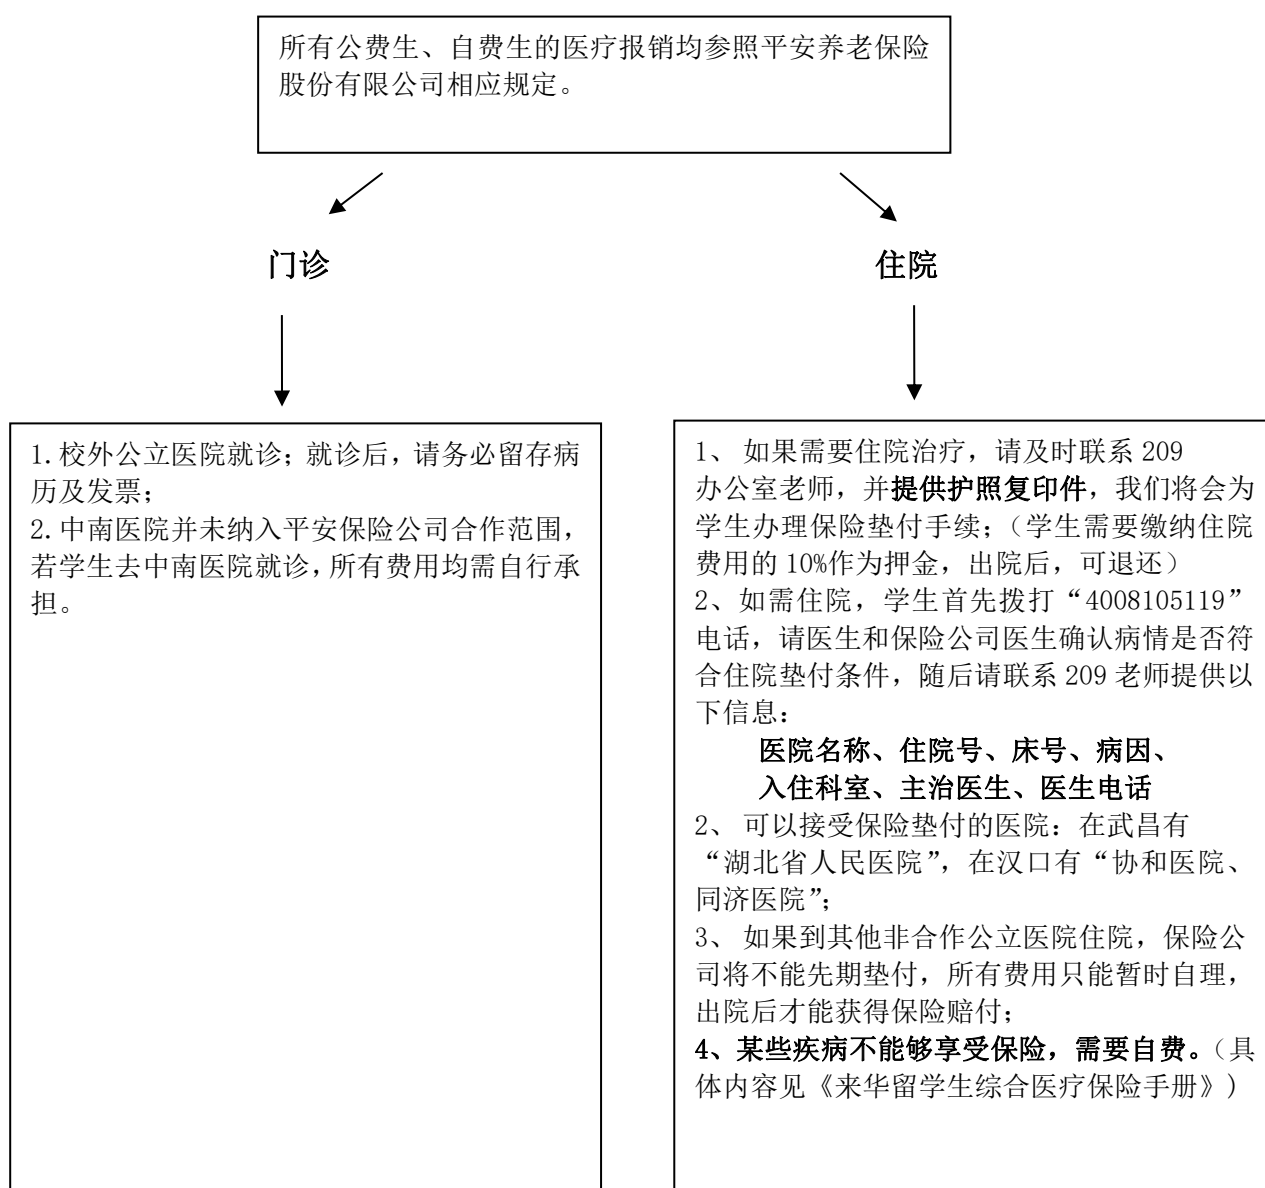 所有公费生、自费生的医疗报销均参照平安养老保险
股份有限公司相应规定。
门诊
住院
1.校外公立医院就诊；就诊后，请务必留存病
历及发票；
2.中南医院并未纳入平安保险公司合作范围，
若学生去中南医院就诊，所有费用均需自行承
担。
1、 如果需要住院治疗，请及时联系 209
办公室老师，并提供护照复印件，我们将会为
学生办理保险垫付手续；（学生需要缴纳住院
费用的 10%作为押金，出院后，可退还）
2、如需住院，学生首先拨打“4008105119”
电话，请医生和保险公司医生确认病情是否符
合住院垫付条件，随后请联系 209 老师提供以
下信息：
医院名称、住院号、床号、病因、
入住科室、主治医生、医生电话
2、 可以接受保险垫付的医院：在武昌有
“湖北省人民医院”，在汉口有“协和医院、
同济医院”；
3、 如果到其他非合作公立医院住院，保险公
司将不能先期垫付，所有费用只能暂时自理，
出院后才能获得保险赔付；
4、某些疾病不能够享受保险，需要自费。（具
体内容见《来华留学生综合医疗保险手册》）